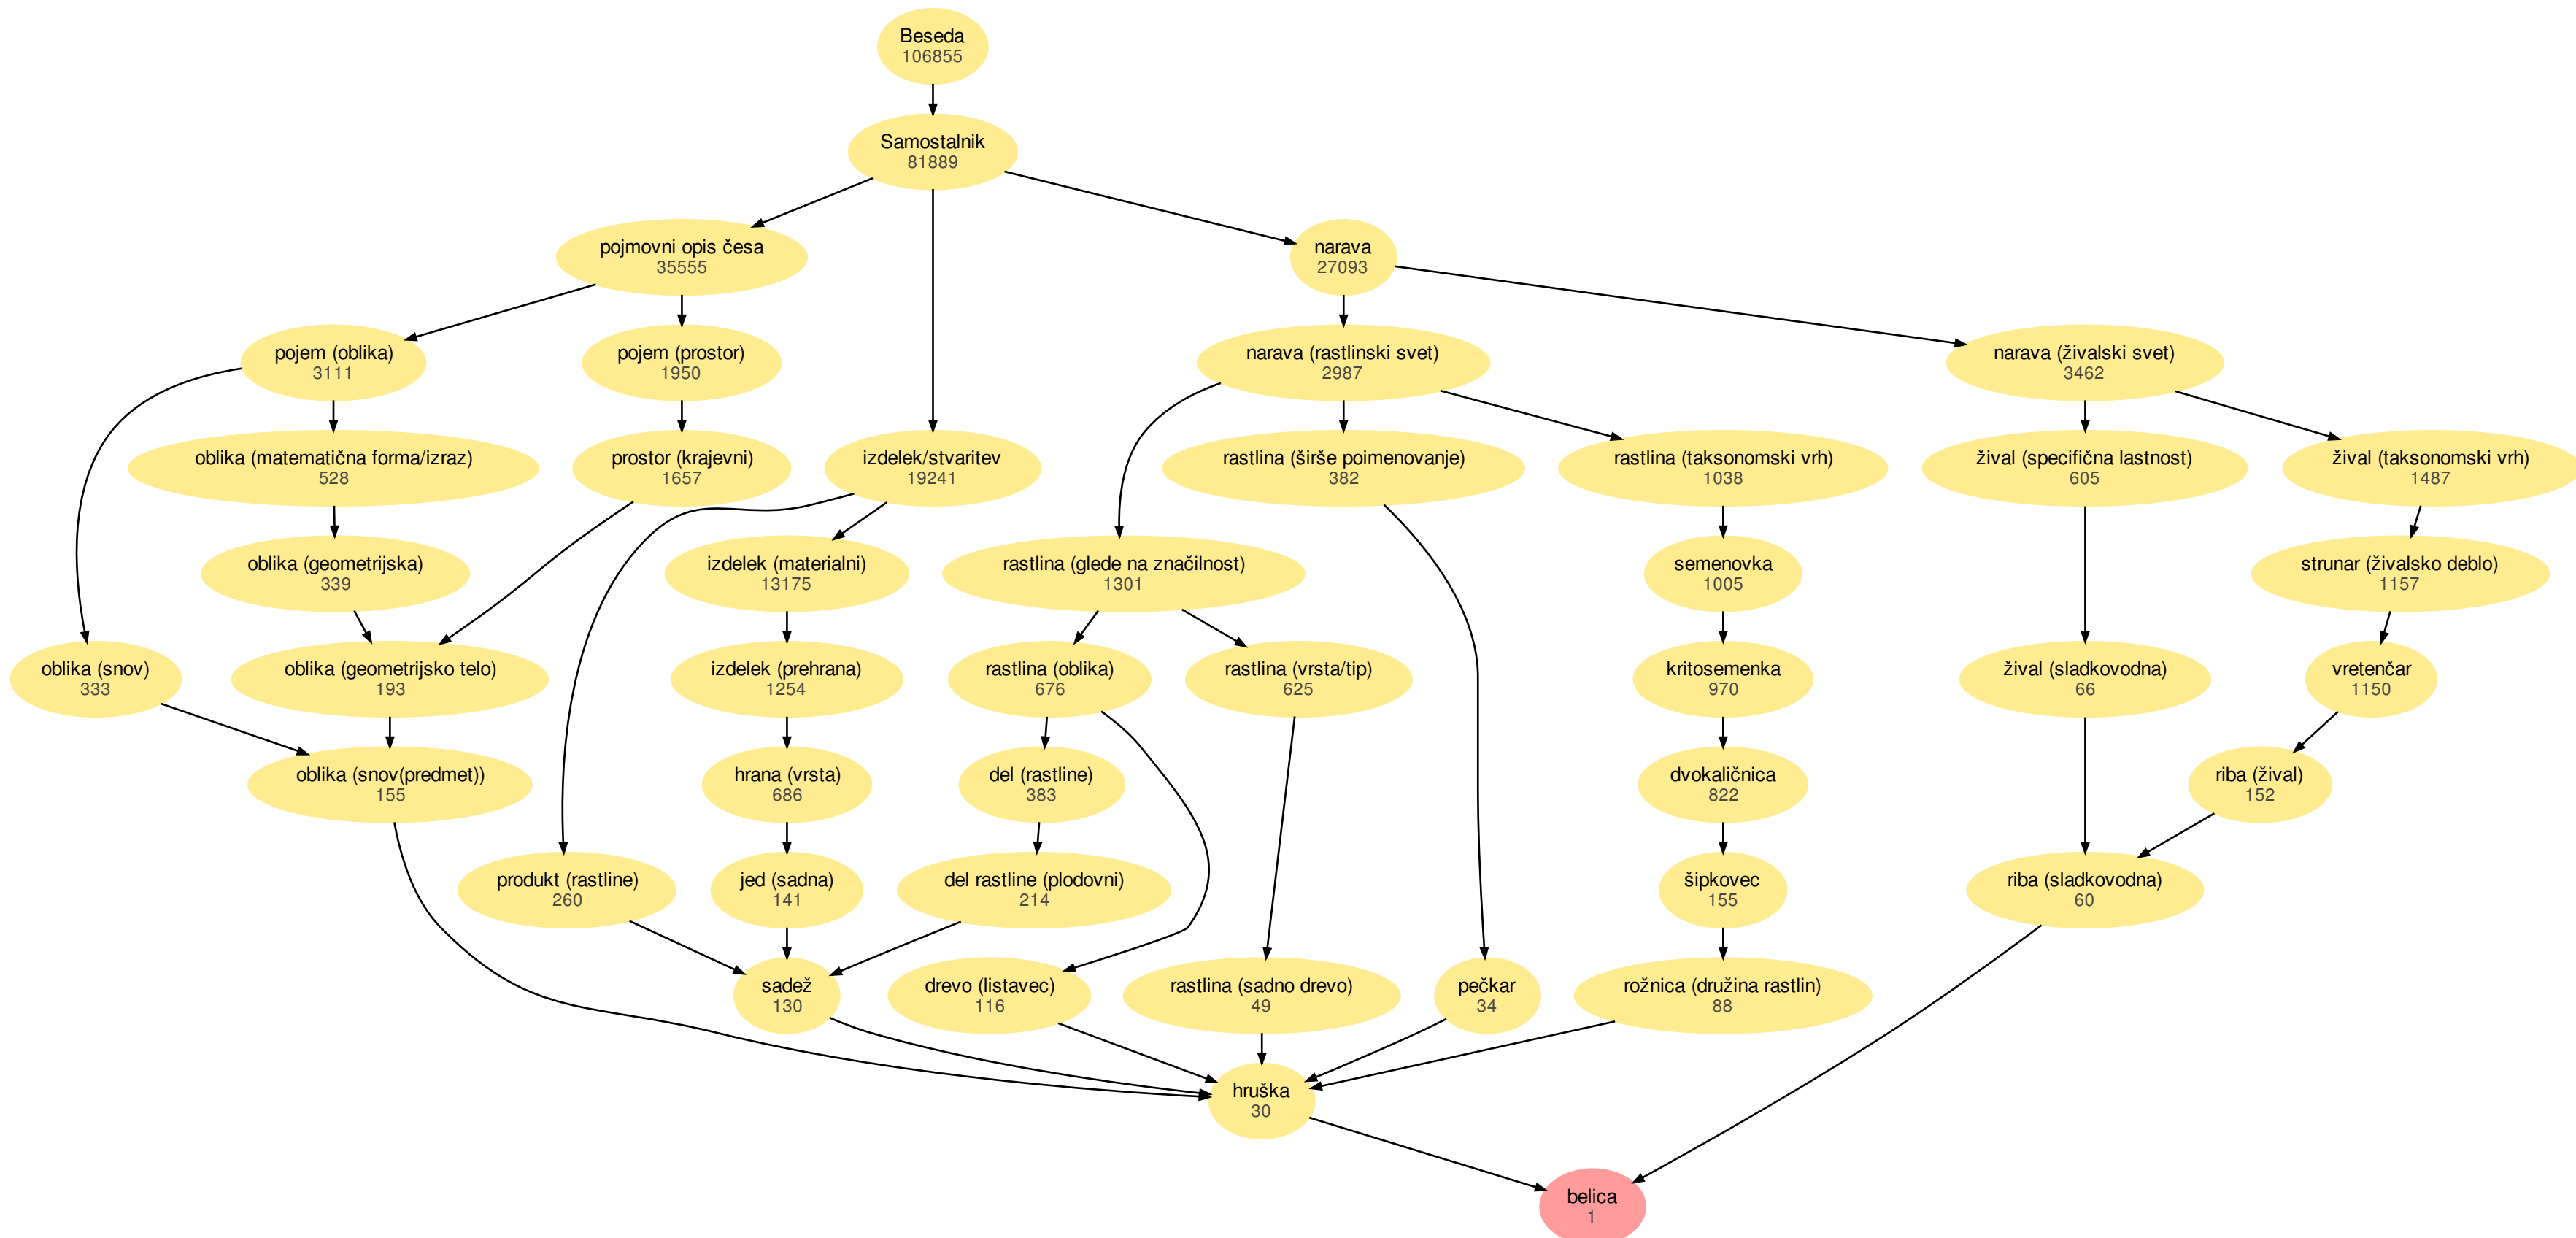 Beseda
106855
Samostalnik
81889
pojmovni opis česa
35555
narava
27093
pojem (oblika)
3111
pojem (prostor)
1950
narava (rastlinski svet)
2987
narava (živalski svet)
3462
oblika (matematična forma/izraz)
528
prostor (krajevni)
1657
izdelek/stvaritev
19241
rastlina (širše poimenovanje)
382
rastlina (taksonomski vrh)
1038
žival (specifična lastnost)
605
žival (taksonomski vrh)
1487
oblika (geometrijska)
339
izdelek (materialni)
13175
rastlina (glede na značilnost)
1301
semenovka
1005
strunar (živalsko deblo)
1157
oblika (snov)
333
oblika (geometrijsko telo)
193
izdelek (prehrana)
1254
rastlina (oblika)
676
rastlina (vrsta/tip)
625
kritosemenka
970
žival (sladkovodna)
66
vretenčar
1150
oblika (snov(predmet))
155
hrana (vrsta)
686
del (rastline)
383
dvokaličnica
822
riba (žival)
152
produkt (rastline)
260
jed (sadna)
141
del rastline (plodovni)
214
šipkovec
155
riba (sladkovodna)
60
sadež
130
drevo (listavec)
116
rastlina (sadno drevo)
49
pečkar
34
rožnica (družina rastlin)
88
hruška
30
belica
1